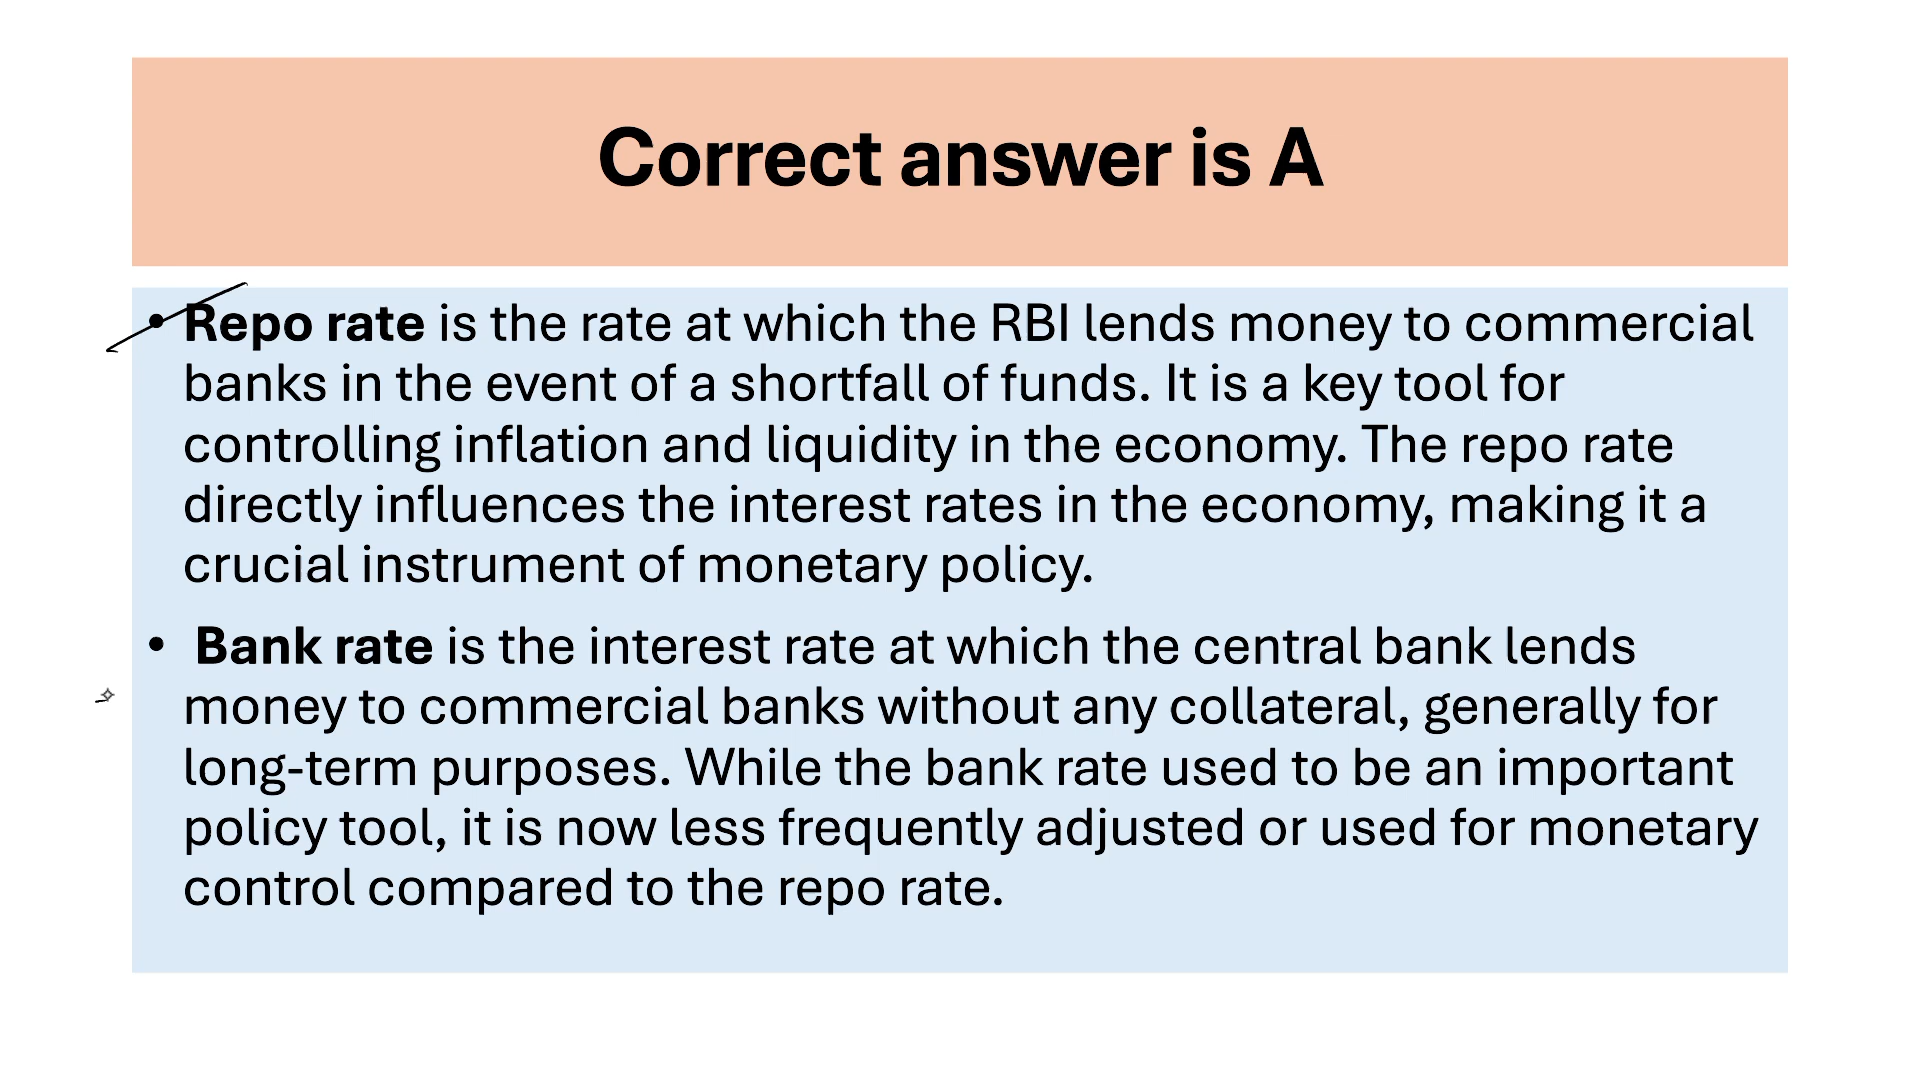 Correct answer is A
• Repo rate is the rate at which the RBI lends money to commercial
banks in the event of a shortfall of funds. It is a key tool for
controlling inflation and liquidity in the economy. The repo rate
directly influences the interest rates in the economy, making it a
crucial instrument of monetary policy.
• Bank rate is the interest rate at which the central bank lends
money to commercial banks without any collateral, generally for
long-term purposes. While the bank rate used to be an important
policy tool, it is now less frequently adjusted or used for monetary
control compared to the repo rate.